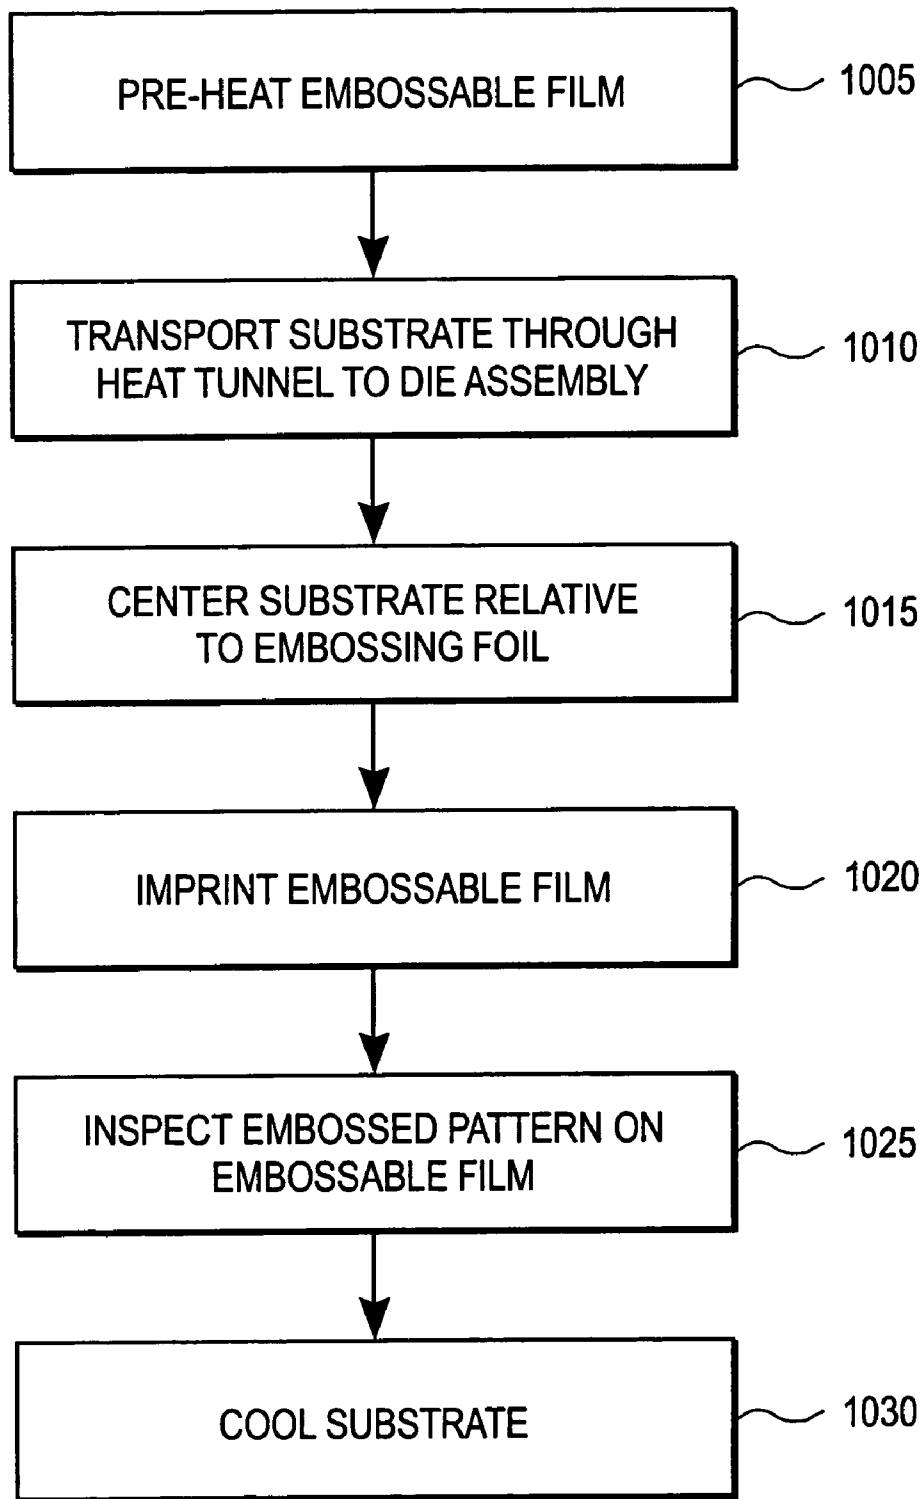 PRE-HEAT EMBOSSABLE FILM
1005
TRANSPORT SUBSTRATE THROUGH
HEAT TUNNEL TO DIE ASSEMBLY
1010
CENTER SUBSTRATE RELATIVE
TO EMBOSSING FOIL
1015
IMPRINT EMBOSSABLE FILM
1020
INSPECT EMBOSSED PATTERN ON
EMBOSSABLE FILM
1025
COOL SUBSTRATE
1030